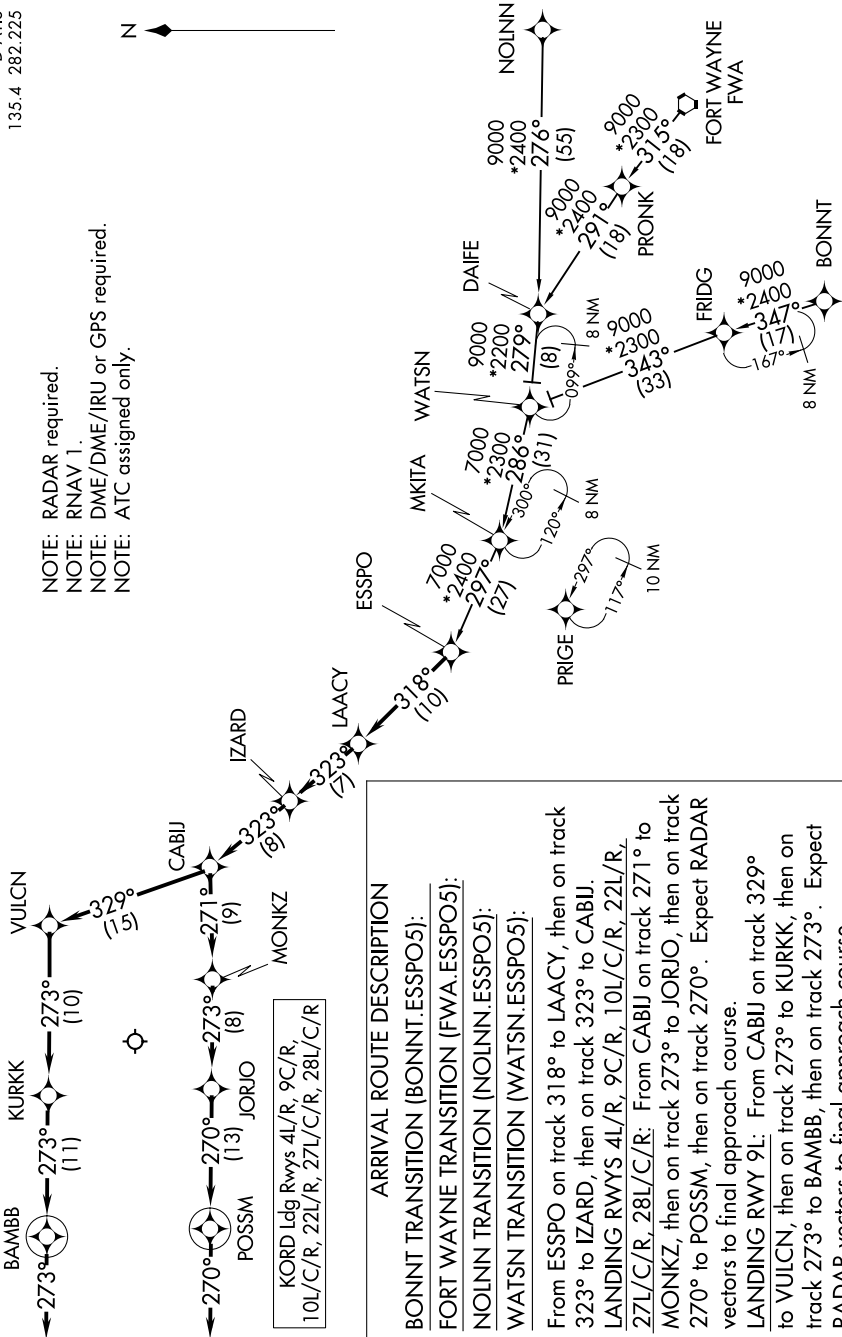 135.4 282.225
N
NOTE: RADAR required.
NOTE: RNAV 1.
NOTE: DME/DME/IRU or GPS required.
NOTE: ATC assigned only.
NOLNN
9000
*2400
276°
(55)
FORT WAYNE
FWA
9000
*2300
315°
(18)
PRONK
9000
*2400
291°
(18)
DAIFE
9000
*2200
279°
(8)
8 NM
099°
WATSN
9000
*2300
343°
(33)
FRIDG
9000
*2400
347°
(17)
167°
8 NM
BONNT
7000
*2300
286°
(31)
MKITA
300°
120°
8 NM
7000
*2400
297°
(27)
ESSPO
PRIGE
297°
117°
10 NM
318°
(10)
LAACY
323°
(7)
IZARD
323°
(8)
CABIJ
329°
(15)
VULCN
273°
(10)
KURKK
273°
(11)
BAMBB
273°
271°
(9)
MONKZ
273°
(8)
JORJO
270°
(13)
POSSM
270°
KORD Ldg Rwys 4L/R, 9C/R,
10L/C/R, 22L/R, 27L/C/R, 28L/C/R
ARRIVAL ROUTE DESCRIPTION
BONNT TRANSITION (BONNT.ESSPO5):
FORT WAYNE TRANSITION (FWA.ESSPO5):
NOLNN TRANSITION (NOLNN.ESSPO5):
WATSN TRANSITION (WATSN.ESSPO5):
From ESSPO on track 318° to LAACY, then on track
323° to IZARD, then on track 323° to CABIJ.
LANDING RWYS 4L/R, 9C/R, 10L/C/R, 22L/R,
27L/C/R, 28L/C/R: From CABIJ on track 271° to
MONKZ, then on track 273° to JORJO, then on track
270° to POSSM, then on track 270°. Expect RADAR
vectors to final approach course.
LANDING RWY 9L: From CABIJ on track 329°
to VULCN, then on track 273° to KURKK, then on
track 273° to BAMBB, then on track 273°. Expect
RADAR vectors to final approach course.